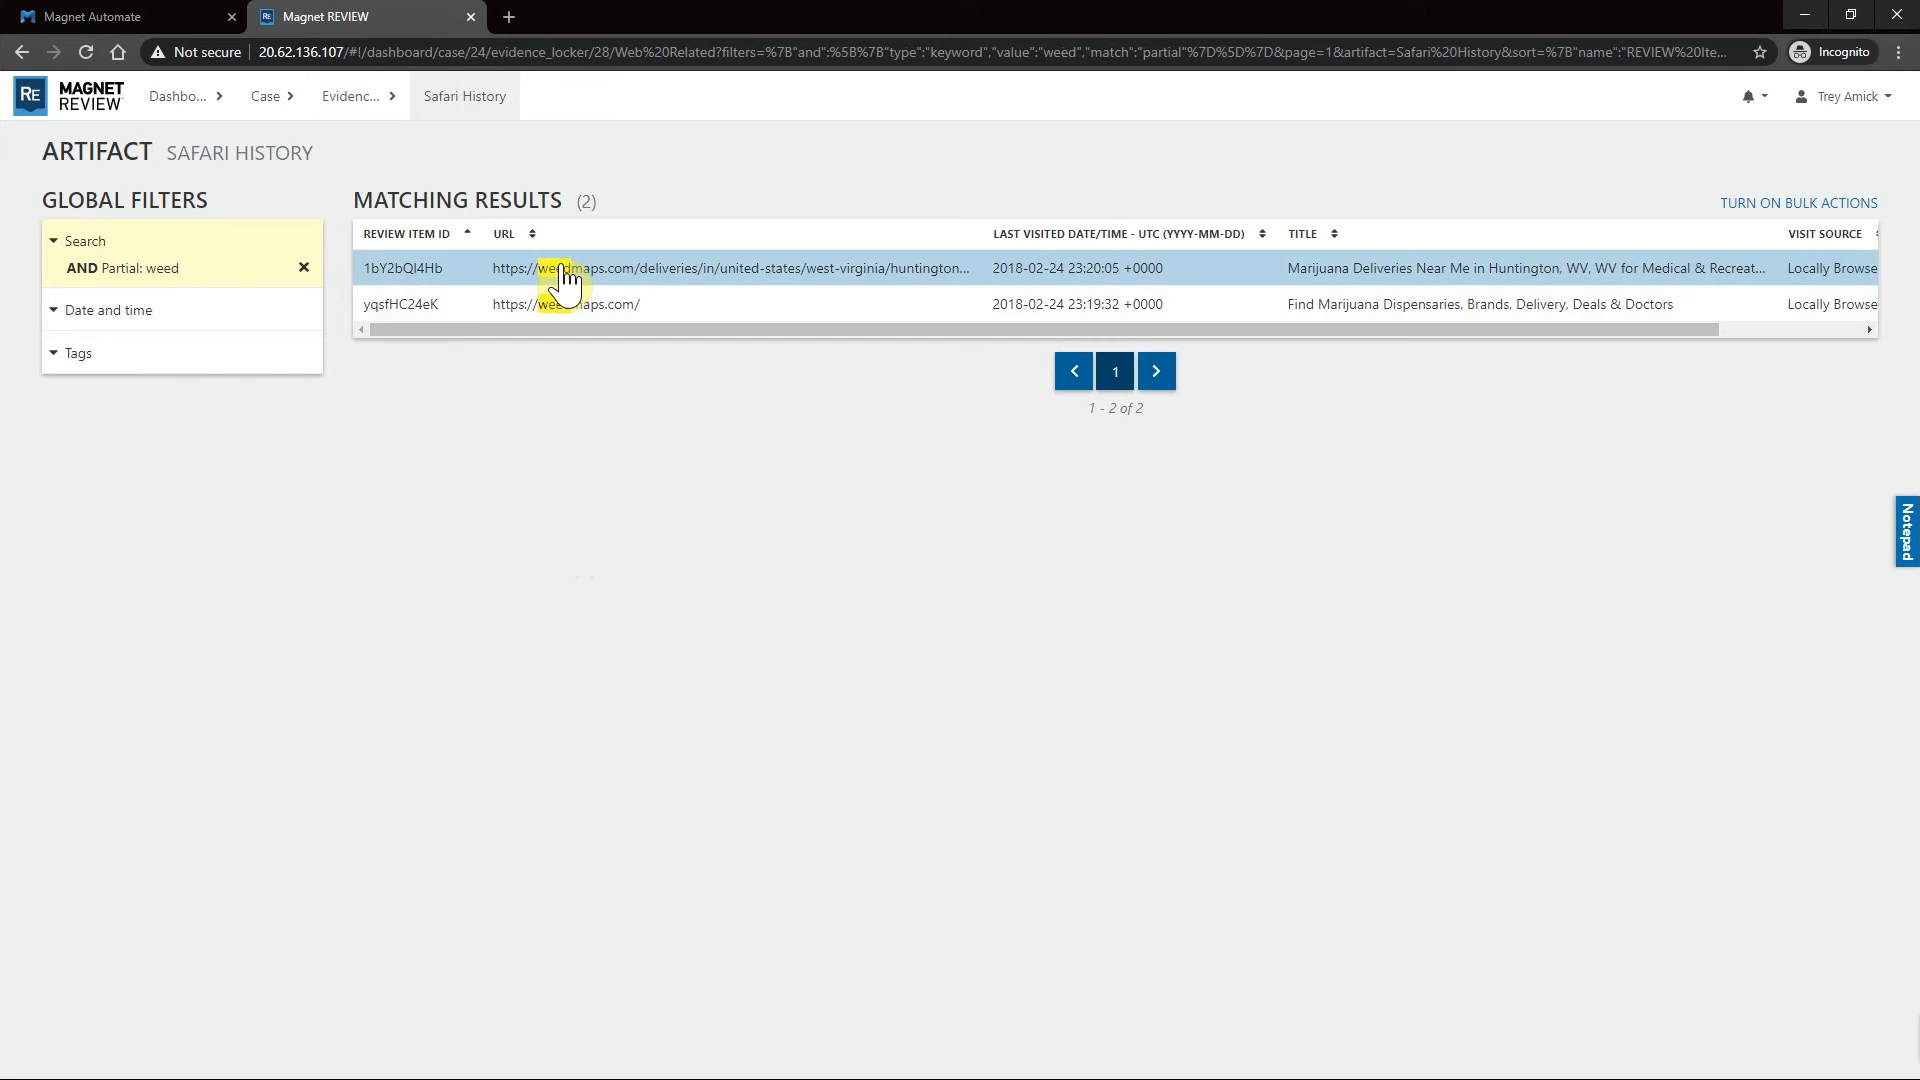 Magnet Automate
Magnet REVIEW
Not secure
20.62.136.107/#!/dashboard/case/24/evidence_locker/28/Web%20Related?filters=%7B"and":%5B%7B"type":"keyword","value":"weed","match":"partial"%7D%5D%7D&page=1&artifact=Safari%20History&sort=%7B"name":"REVIEW%20Ite...
Incognito
RE
MAGNET
REVIEW
Dashbo...
Case
Evidenc...
Safari History
Trey Amick
ARTIFACT SAFARI HISTORY
GLOBAL FILTERS
Search
AND Partial: weed
Date and time
Tags
MATCHING RESULTS (2)
TURN ON BULK ACTIONS
REVIEW ITEM ID URL LAST VISITED DATE/TIME - UTC (YYYY-MM-DD) TITLE VISIT SOURCE
1bY2bQI4Hb https://weedmaps.com/deliveries/in/united-states/west-virginia/huntington... 2018-02-24 23:20:05 +0000 Marijuana Deliveries Near Me in Huntington, WV, WV for Medical & Recreat... Locally Browse
yqsfHC24eK https://weedmaps.com/ 2018-02-24 23:19:32 +0000 Find Marijuana Dispensaries, Brands, Delivery, Deals & Doctors Locally Browse
1
1 - 2 of 2
Notepad